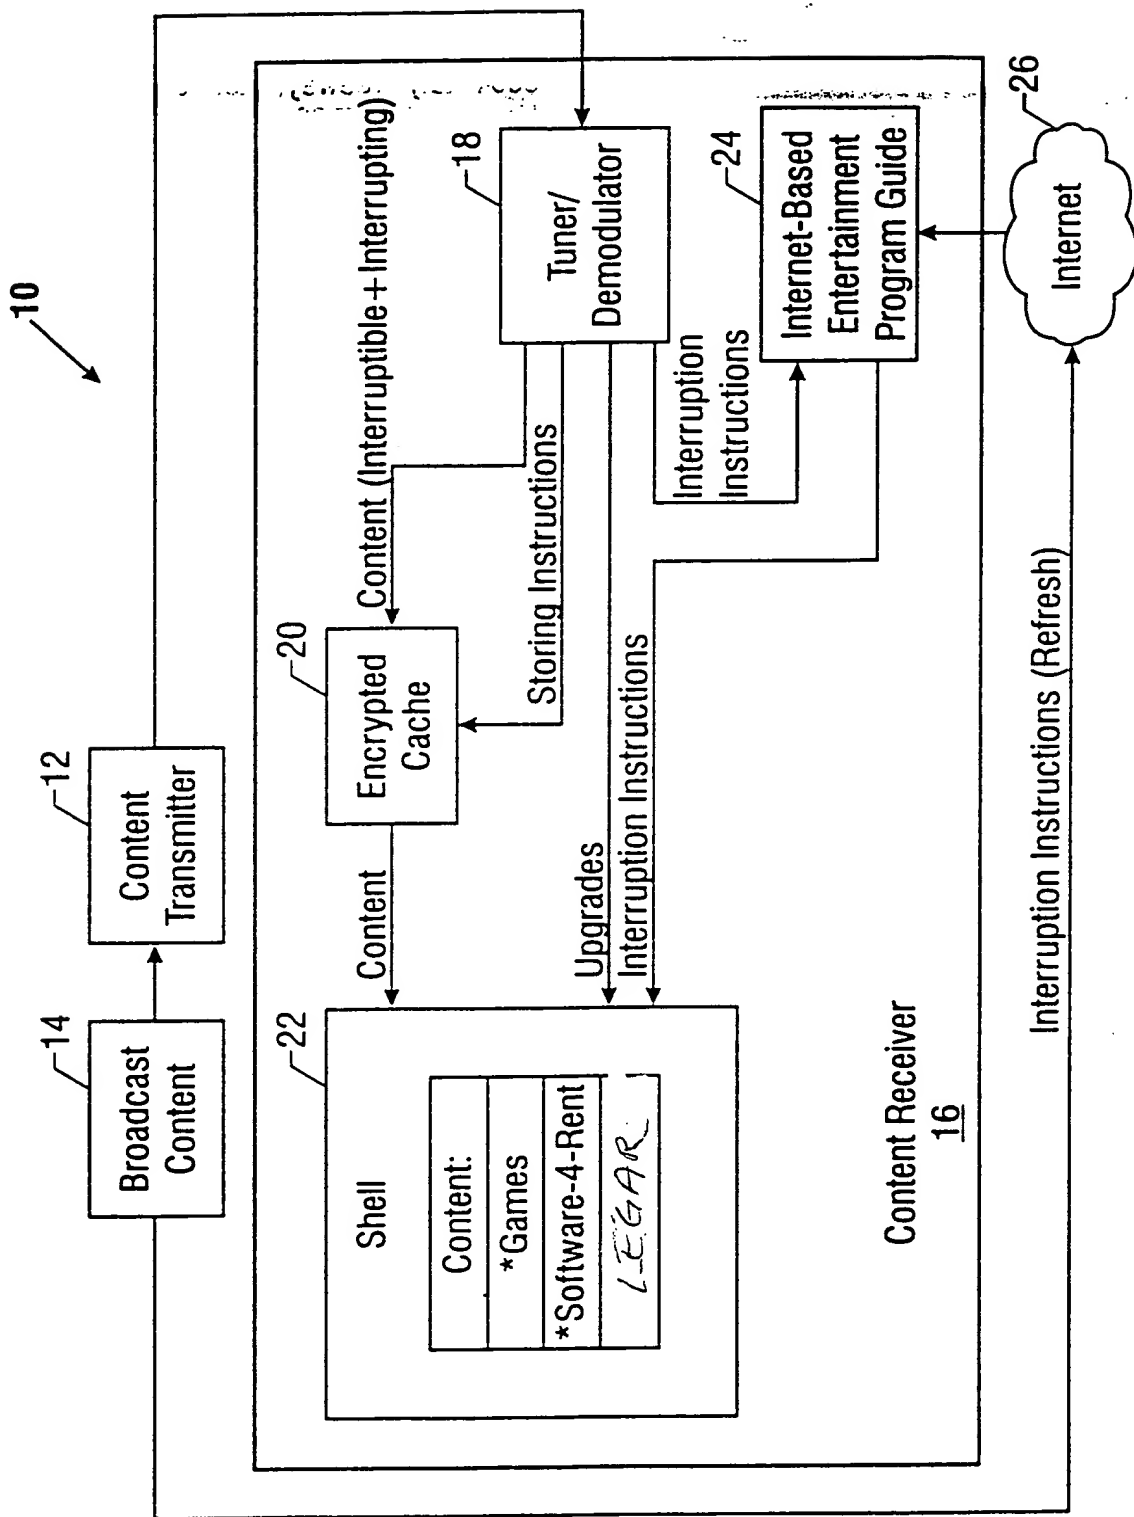 10
14
Broadcast
Content
12
Content
Transmitter
22
Shell
Content:
*Games
*Software-4-Rent
LEGAR
Content
20
Encrypted
Cache
Content (Interruptible+Interrupting)
Storing Instructions
18
Tuner/
Demodulator
Upgrades
Interruption Instructions
Interruption
Instructions
24
Internet-Based
Entertainment
Program Guide
Content Receiver
16
Interruption Instructions (Refresh)
26
Internet